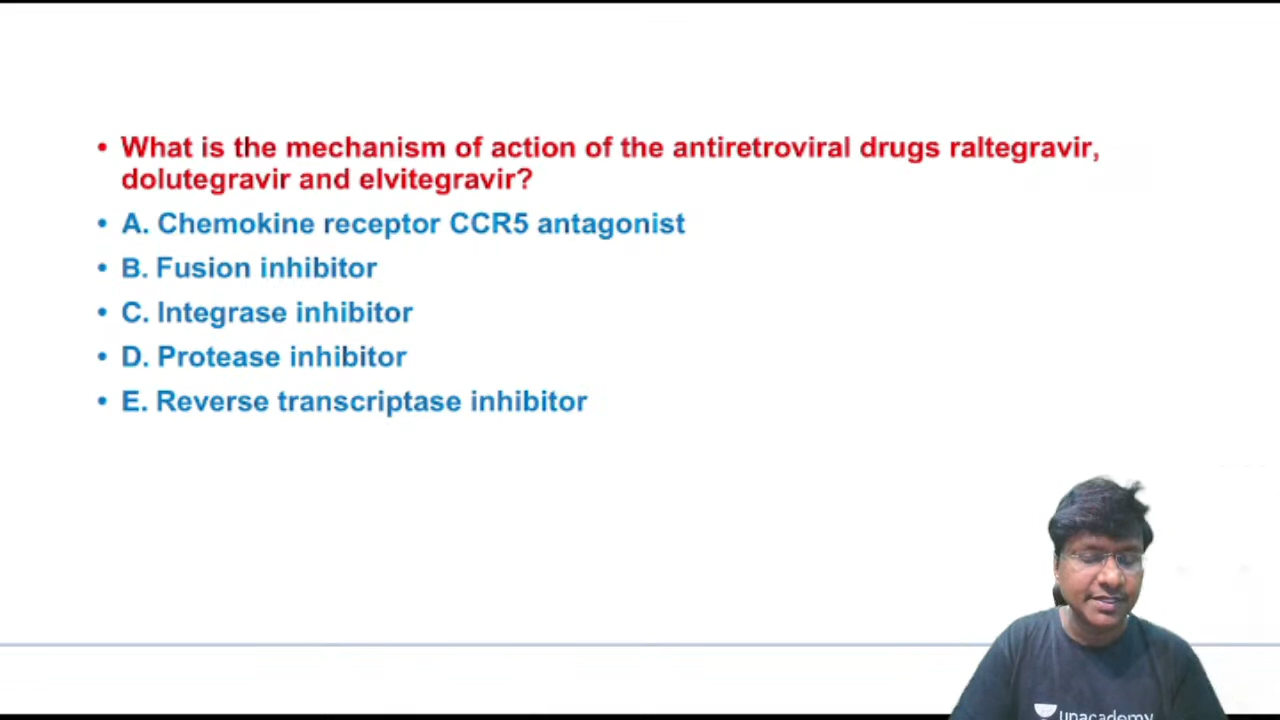 • What is the mechanism of action of the antiretroviral drugs raltegravir,
dolutegravir and elvitegravir?
• A. Chemokine receptor CCR5 antagonist
• B. Fusion inhibitor
• C. Integrase inhibitor
• D. Protease inhibitor
• E. Reverse transcriptase inhibitor
unacademy